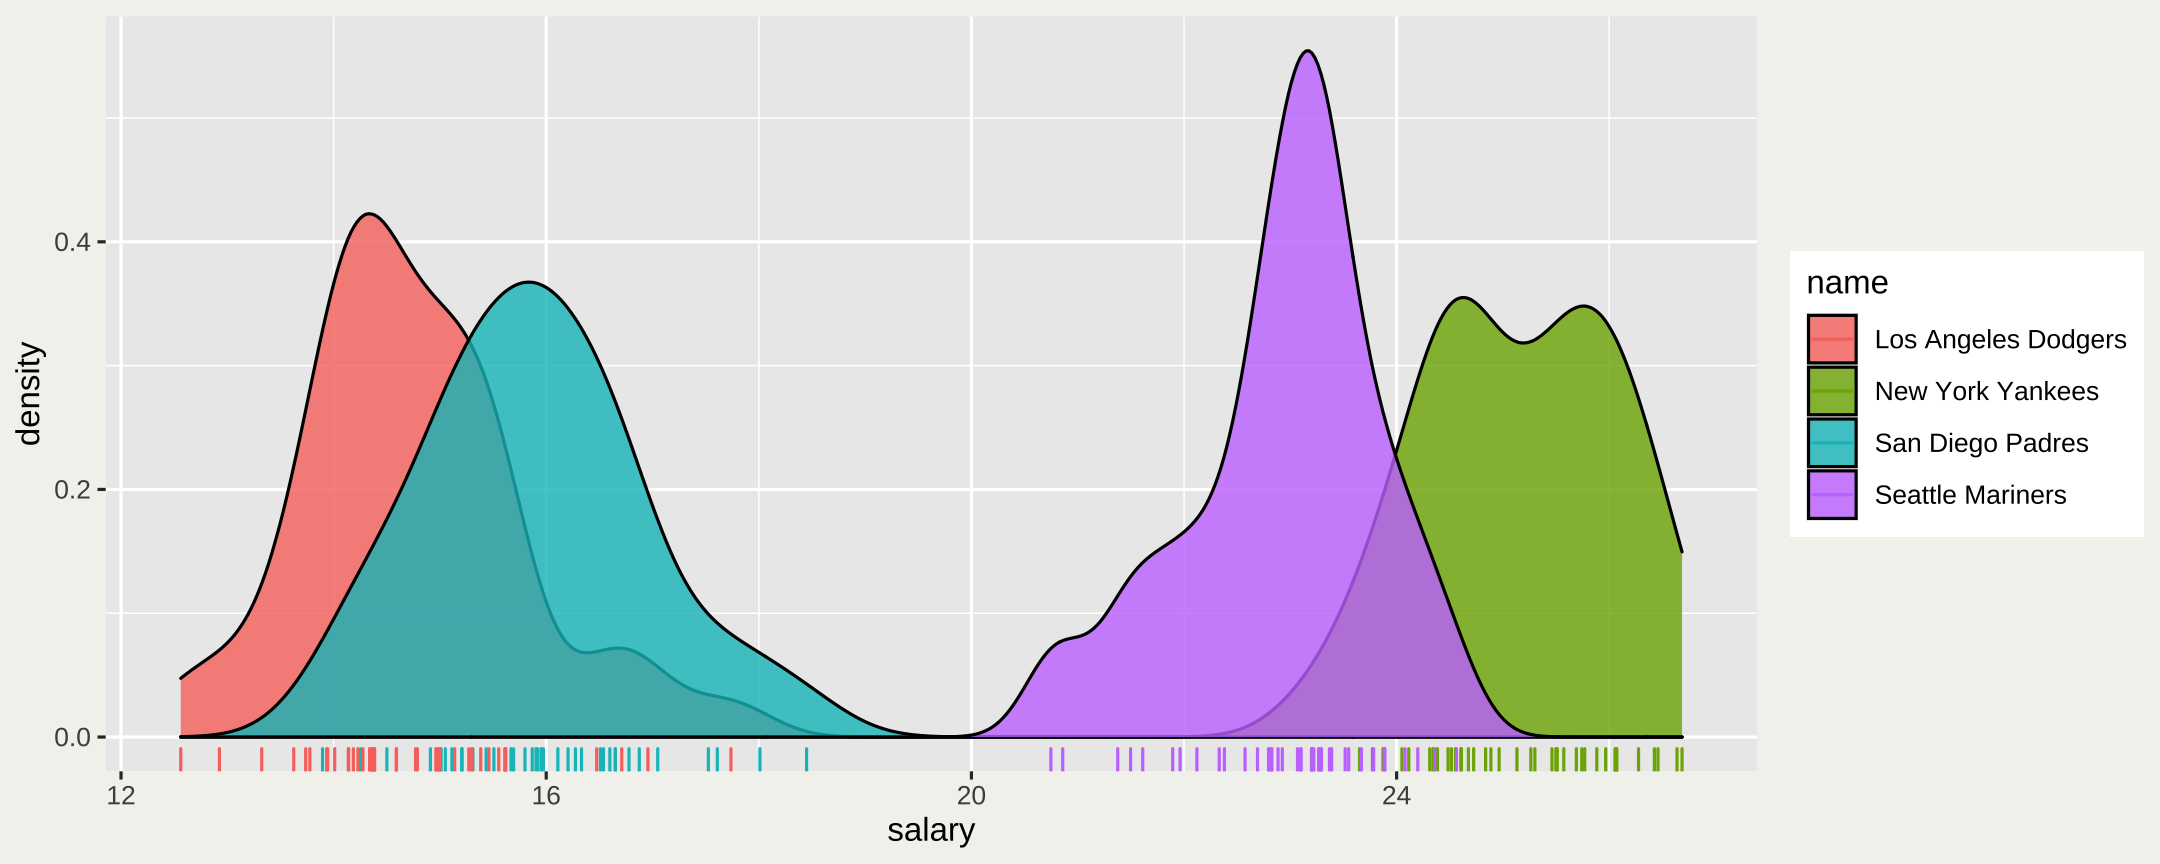 0.4
0.2
0.0
12
16
20
24
salary
density
name
Los Angeles Dodgers
New York Yankees
San Diego Padres
Seattle Mariners